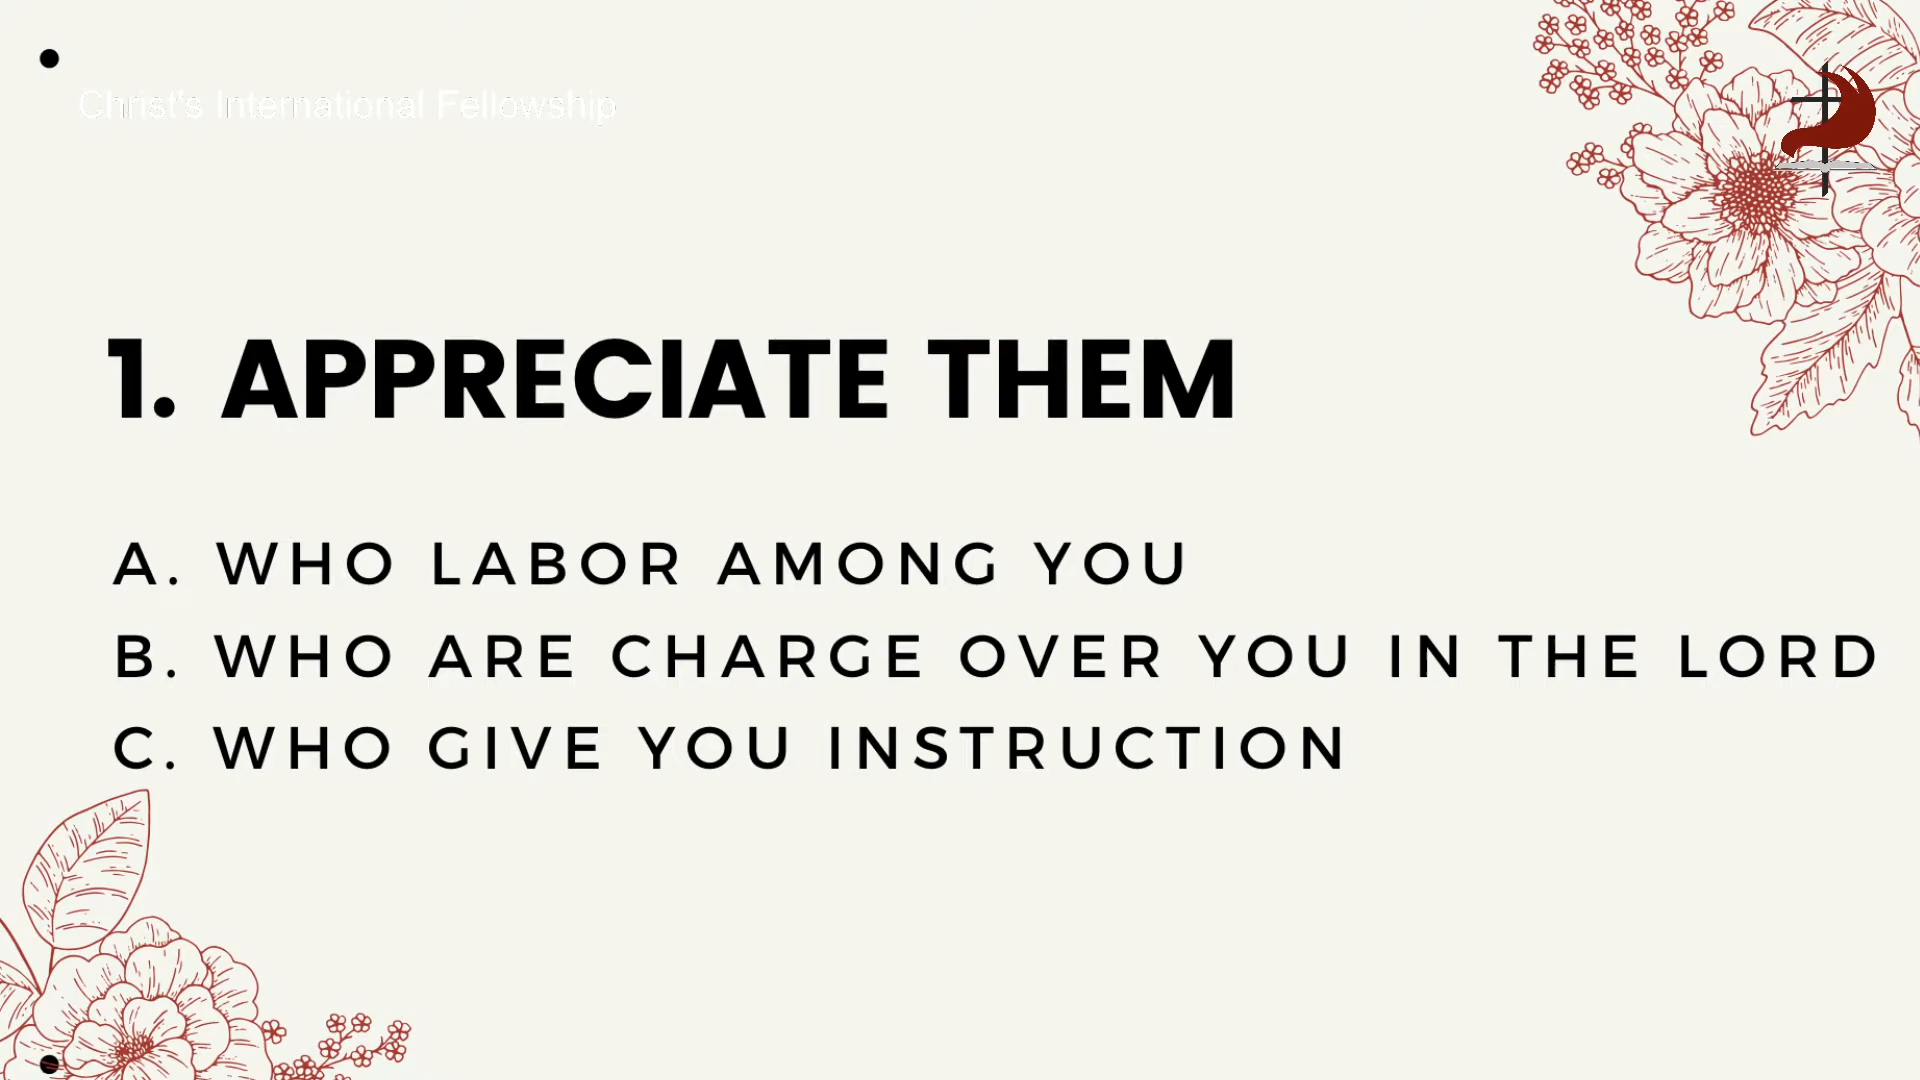 Christ's International Fellowship
1. APPRECIATE THEM
A. WHO LABOR AMONG YOU
B. WHO ARE CHARGE OVER YOU IN THE LORD
C. WHO GIVE YOU INSTRUCTION